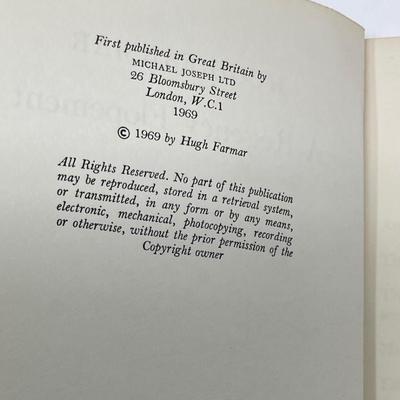 First published in Great Britain by
MICHAEL JOSEPH LTD
26 Bloomsbury Street
London, W.C.1
1969
© 1969 by Hugh Farmar
All Rights Reserved. No part of this publication
may be reproduced, stored in a retrieval system,
or transmitted, in any form or by any means,
electronic, mechanical, photocopying, recording
or otherwise, without the prior permission of the
Copyright owner